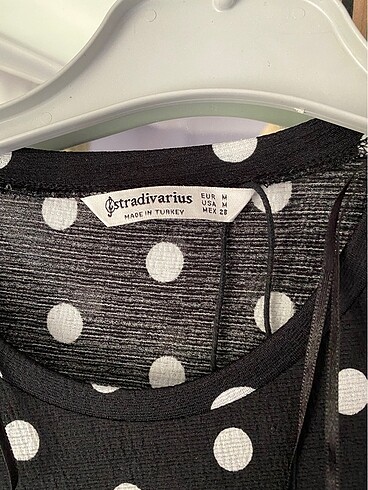 Stradivarius
MADE IN TURKEY
EUR M
USA M
MEX 28